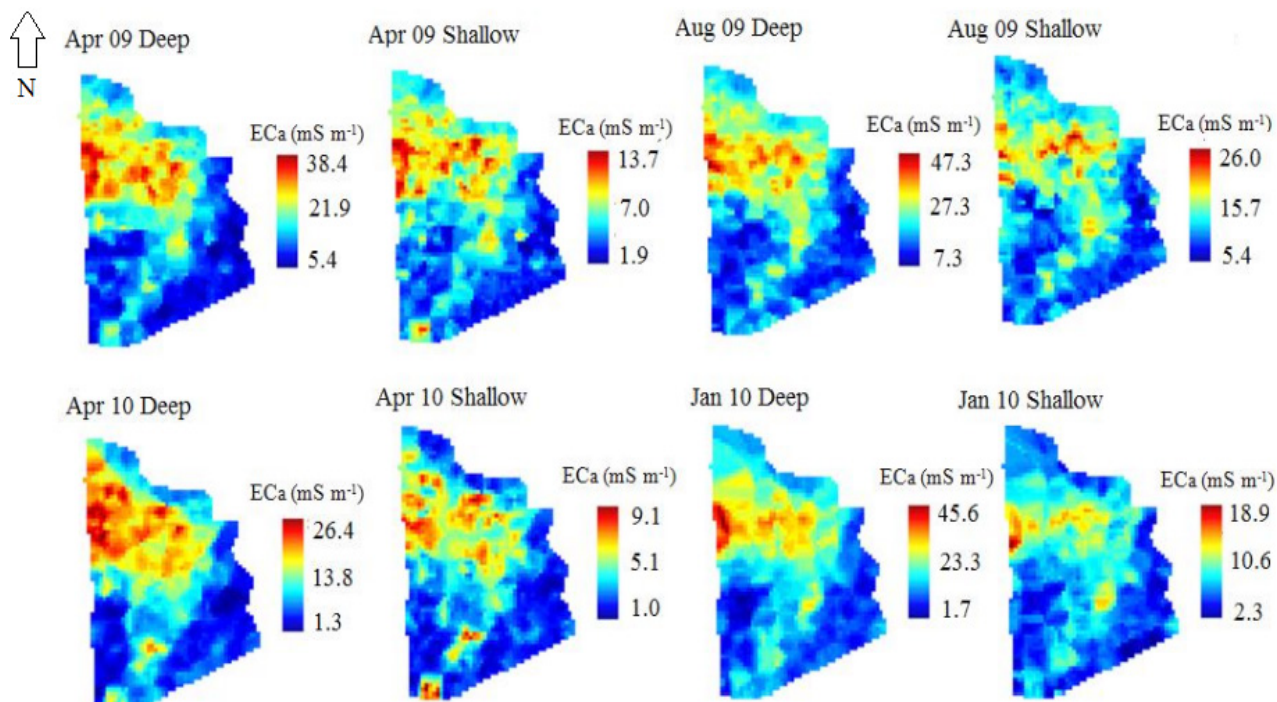 N
Apr 09 Deep
ECa (mS m⁻¹)
38.4
21.9
5.4
Apr 09 Shallow
ECa (mS m⁻¹)
13.7
7.0
1.9
Aug 09 Deep
ECa (mS m⁻¹)
47.3
27.3
7.3
Aug 09 Shallow
ECa (mS m⁻¹)
26.0
15.7
5.4
Apr 10 Deep
ECa (mS m⁻¹)
26.4
13.8
1.3
Apr 10 Shallow
ECa (mS m⁻¹)
9.1
5.1
1.0
Jan 10 Deep
ECa (mS m⁻¹)
45.6
23.3
1.7
Jan 10 Shallow
ECa (mS m⁻¹)
18.9
10.6
2.3